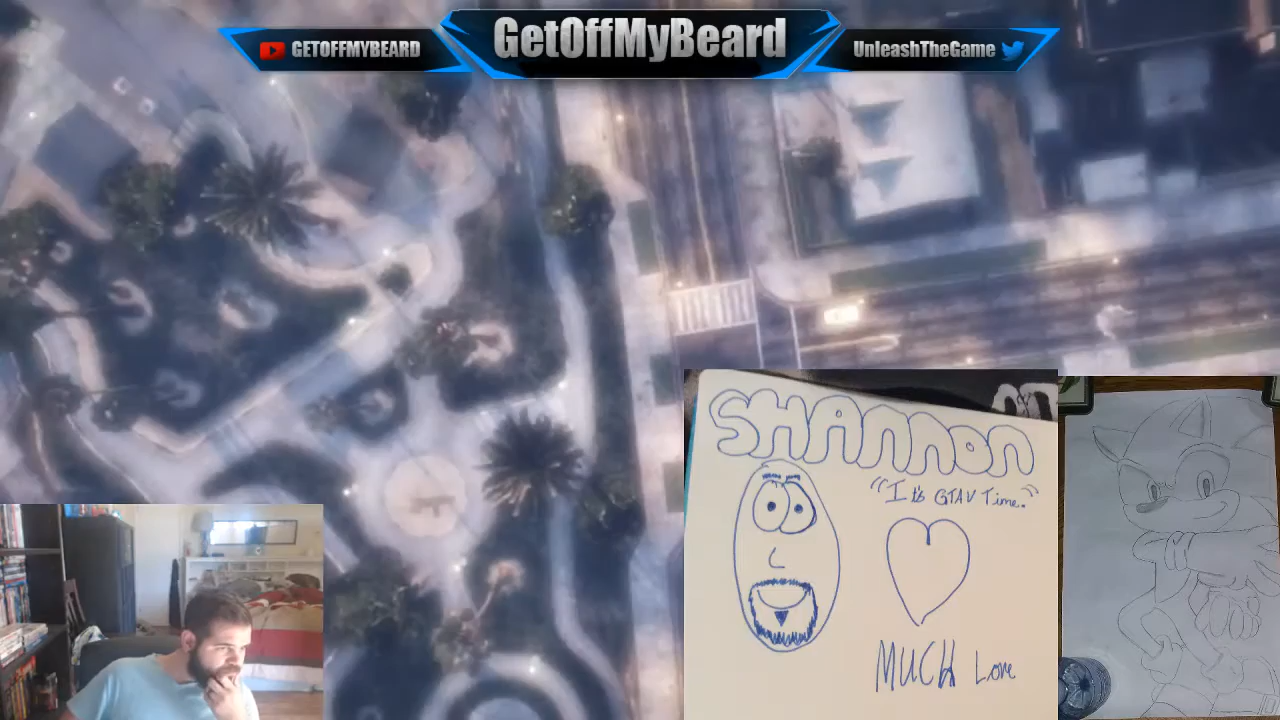 GETOFFMYBEARD
GetOffMyBeard
UnleashTheGame
SHAnnon
"It's GTAV Time."
MUCH Love